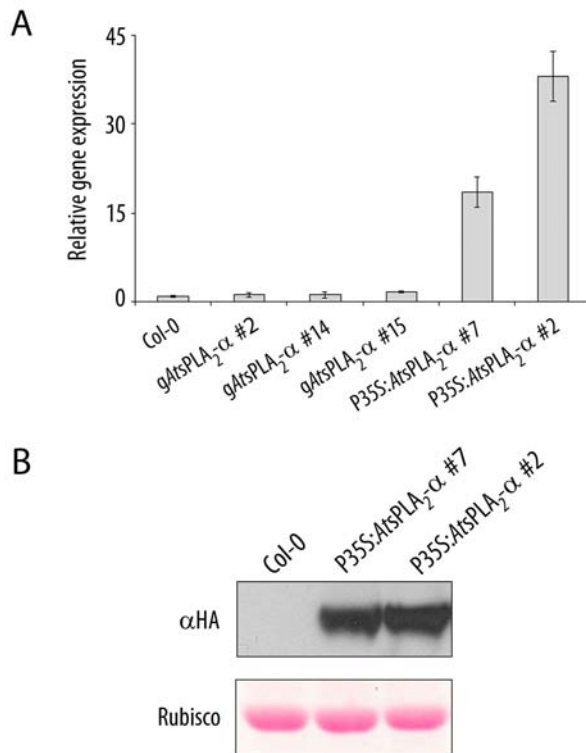 A
Relative gene expression
45
30
15
0
Col-0
gAtsPLA₂-α #2
gAtsPLA₂-α #14
gAtsPLA₂-α #15
P35S:AtsPLA₂-α #7
P35S:AtsPLA₂-α #2
B
Col-0
P35S:AtsPLA₂-α #7
P35S:AtsPLA₂-α #2
αHA
Rubisco